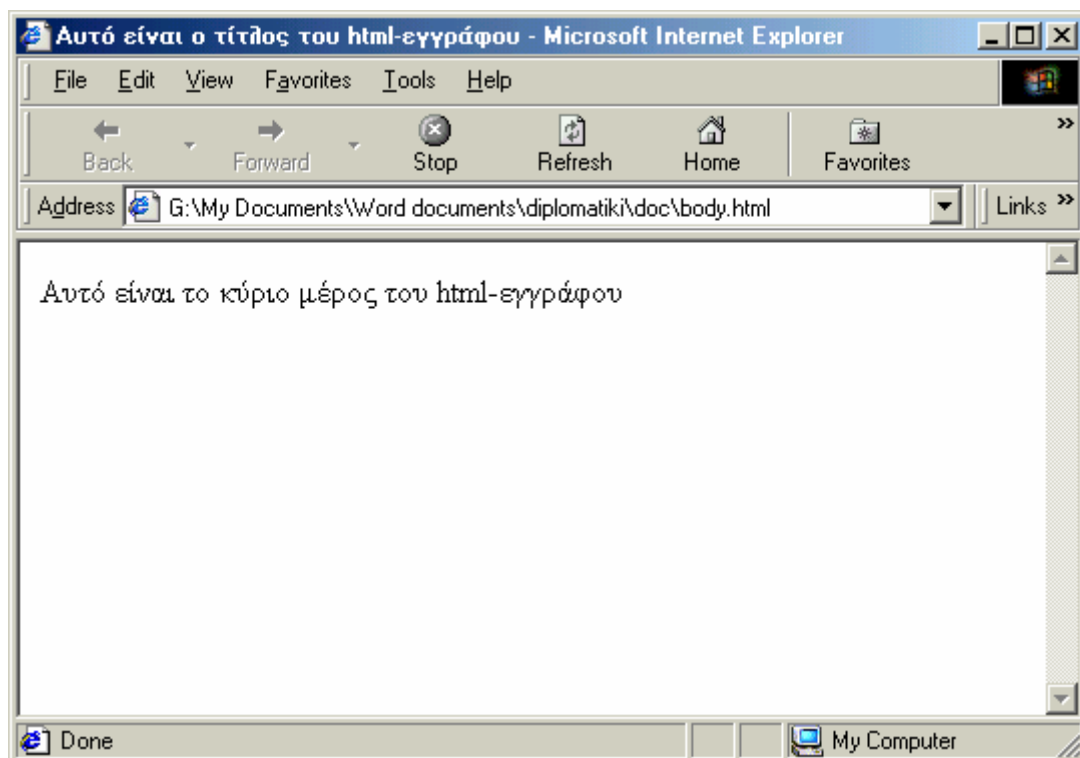 Αυτό είναι ο τίτλος του html-εγγράφου - Microsoft Internet Explorer
File Edit View Favorites Tools Help
Back Forward Stop Refresh Home Favorites »
Address G:\My Documents\Word documents\diplomatiki\doc\body.html Links »
Αυτό είναι το κύριο μέρος του html-εγγράφου
Done My Computer